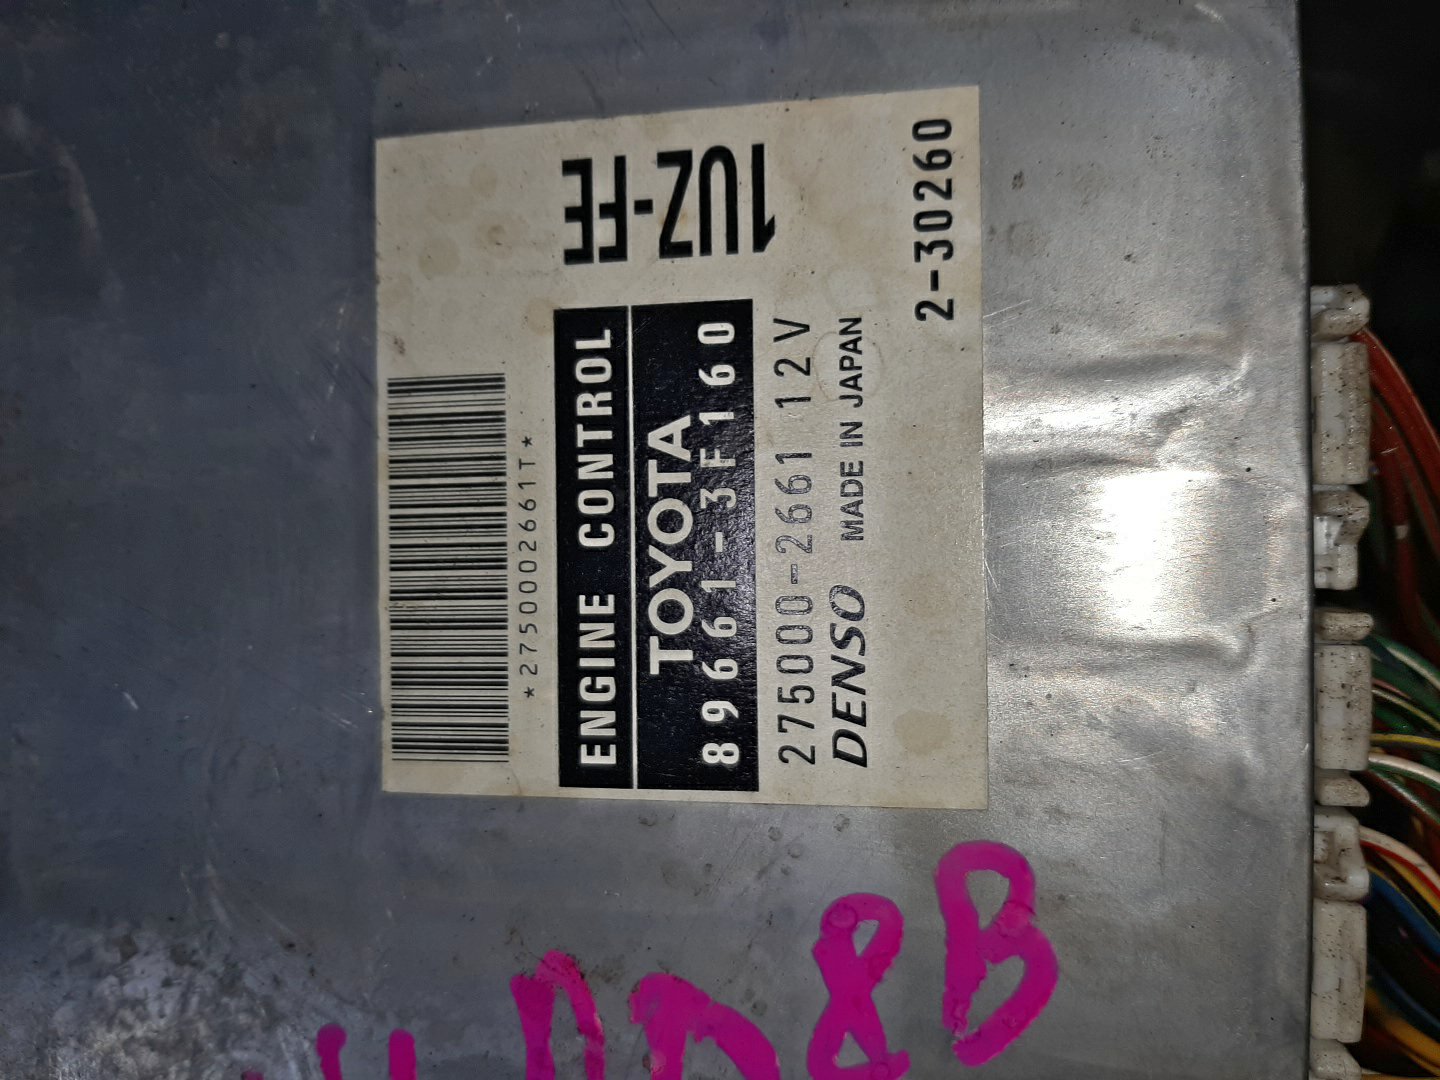 *2750002661T*
1UZ-FE
ENGINE CONTROL
TOYOTA
89661-3F160
275000-2661 12V
DENSO MADE IN JAPAN
2-30260